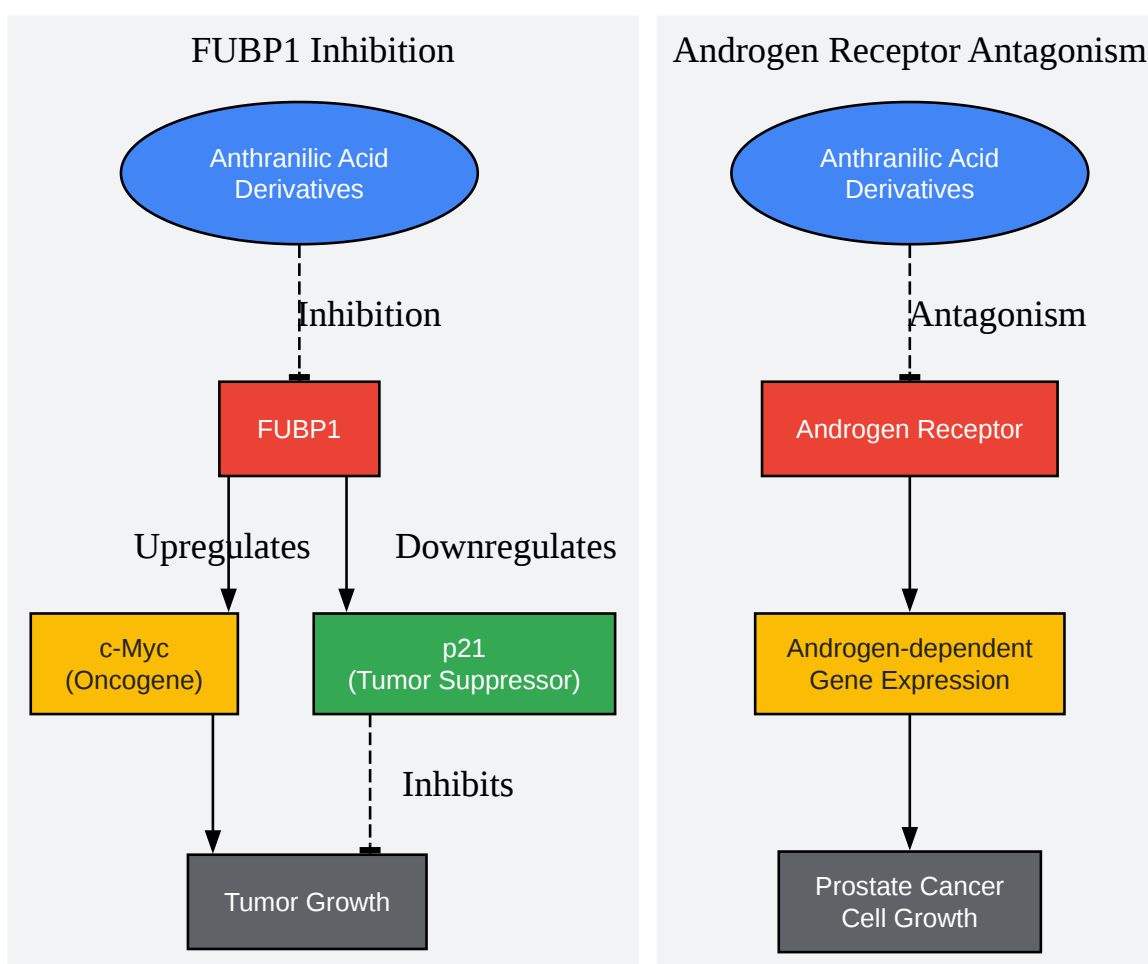 FUBP1 Inhibition
Anthranilic Acid
Derivatives
Inhibition
FUBP1
Upregulates
Downregulates
c-Myc
(Oncogene)
p21
(Tumor Suppressor)
Inhibits
Tumor Growth
Androgen Receptor Antagonism
Anthranilic Acid
Derivatives
Antagonism
Androgen Receptor
Androgen-dependent
Gene Expression
Prostate Cancer
Cell Growth